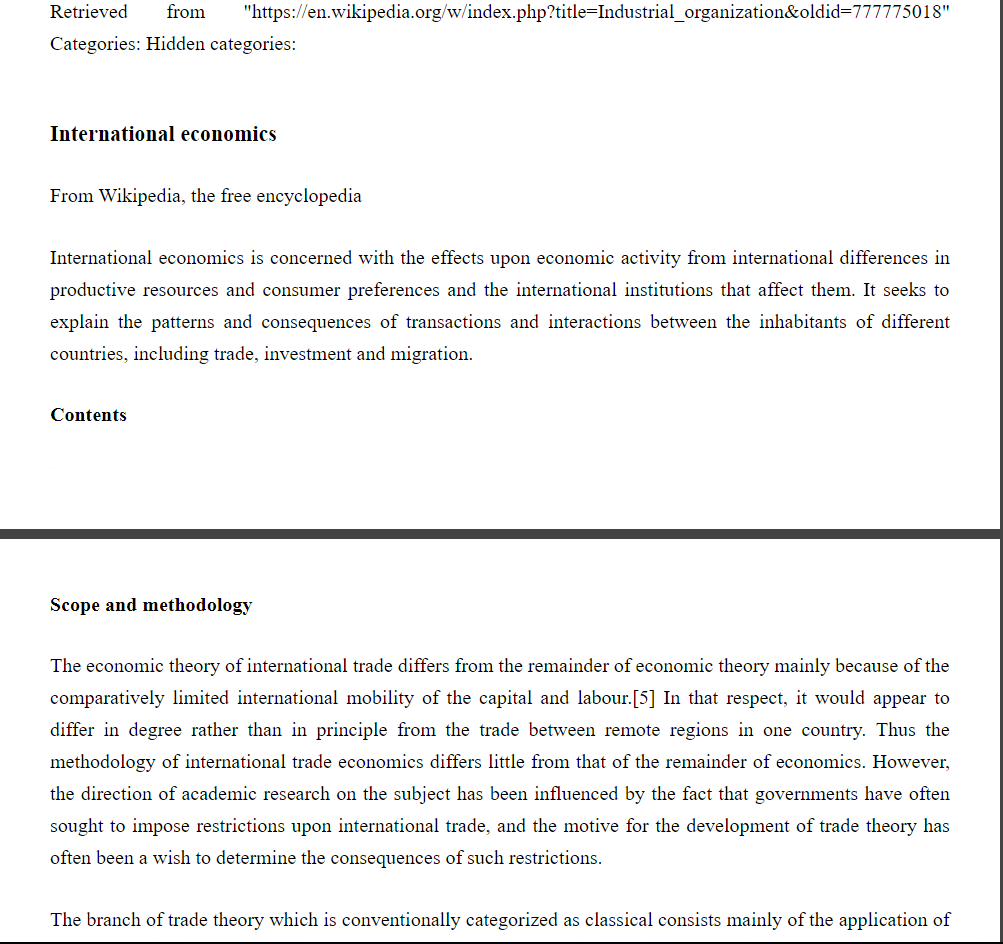 Retrieved from "https://en.wikipedia.org/w/index.php?title=Industrial_organization&oldid=777775018"
Categories: Hidden categories:
International economics
From Wikipedia, the free encyclopedia
International economics is concerned with the effects upon economic activity from international differences in
productive resources and consumer preferences and the international institutions that affect them. It seeks to
explain the patterns and consequences of transactions and interactions between the inhabitants of different
countries, including trade, investment and migration.
Contents
Scope and methodology
The economic theory of international trade differs from the remainder of economic theory mainly because of the
comparatively limited international mobility of the capital and labour.[5] In that respect, it would appear to
differ in degree rather than in principle from the trade between remote regions in one country. Thus the
methodology of international trade economics differs little from that of the remainder of economics. However,
the direction of academic research on the subject has been influenced by the fact that governments have often
sought to impose restrictions upon international trade, and the motive for the development of trade theory has
often been a wish to determine the consequences of such restrictions.
The branch of trade theory which is conventionally categorized as classical consists mainly of the application of